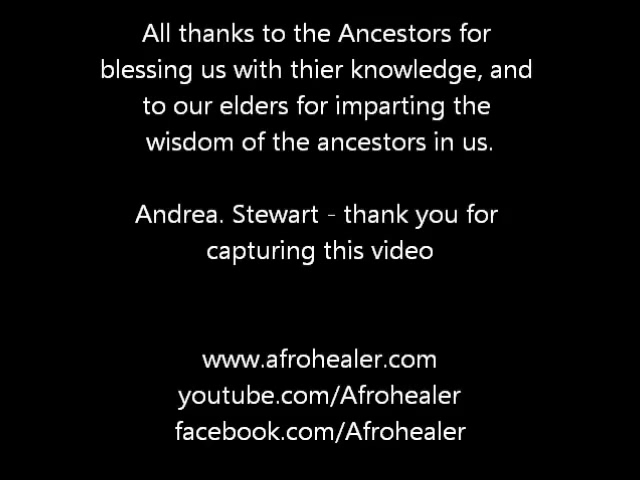 All thanks to the Ancestors for
blessing us with thier knowledge, and
to our elders for imparting the
wisdom of the ancestors in us.
Andrea. Stewart - thank you for
capturing this video
www.afrohealer.com
youtube.com/Afrohealer
facebook.com/Afrohealer